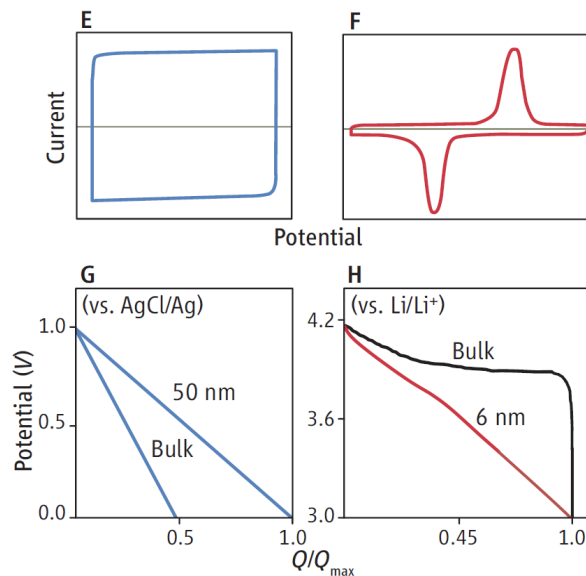 E
F
Current
Potential
G
(vs. AgCl/Ag)
H
(vs. Li/Li⁺)
Potential (V)
1.0
0.5
0.0
50 nm
Bulk
0.5
1.0
4.2
3.6
3.0
Bulk
6 nm
0.45
1.0
Q/Qmax